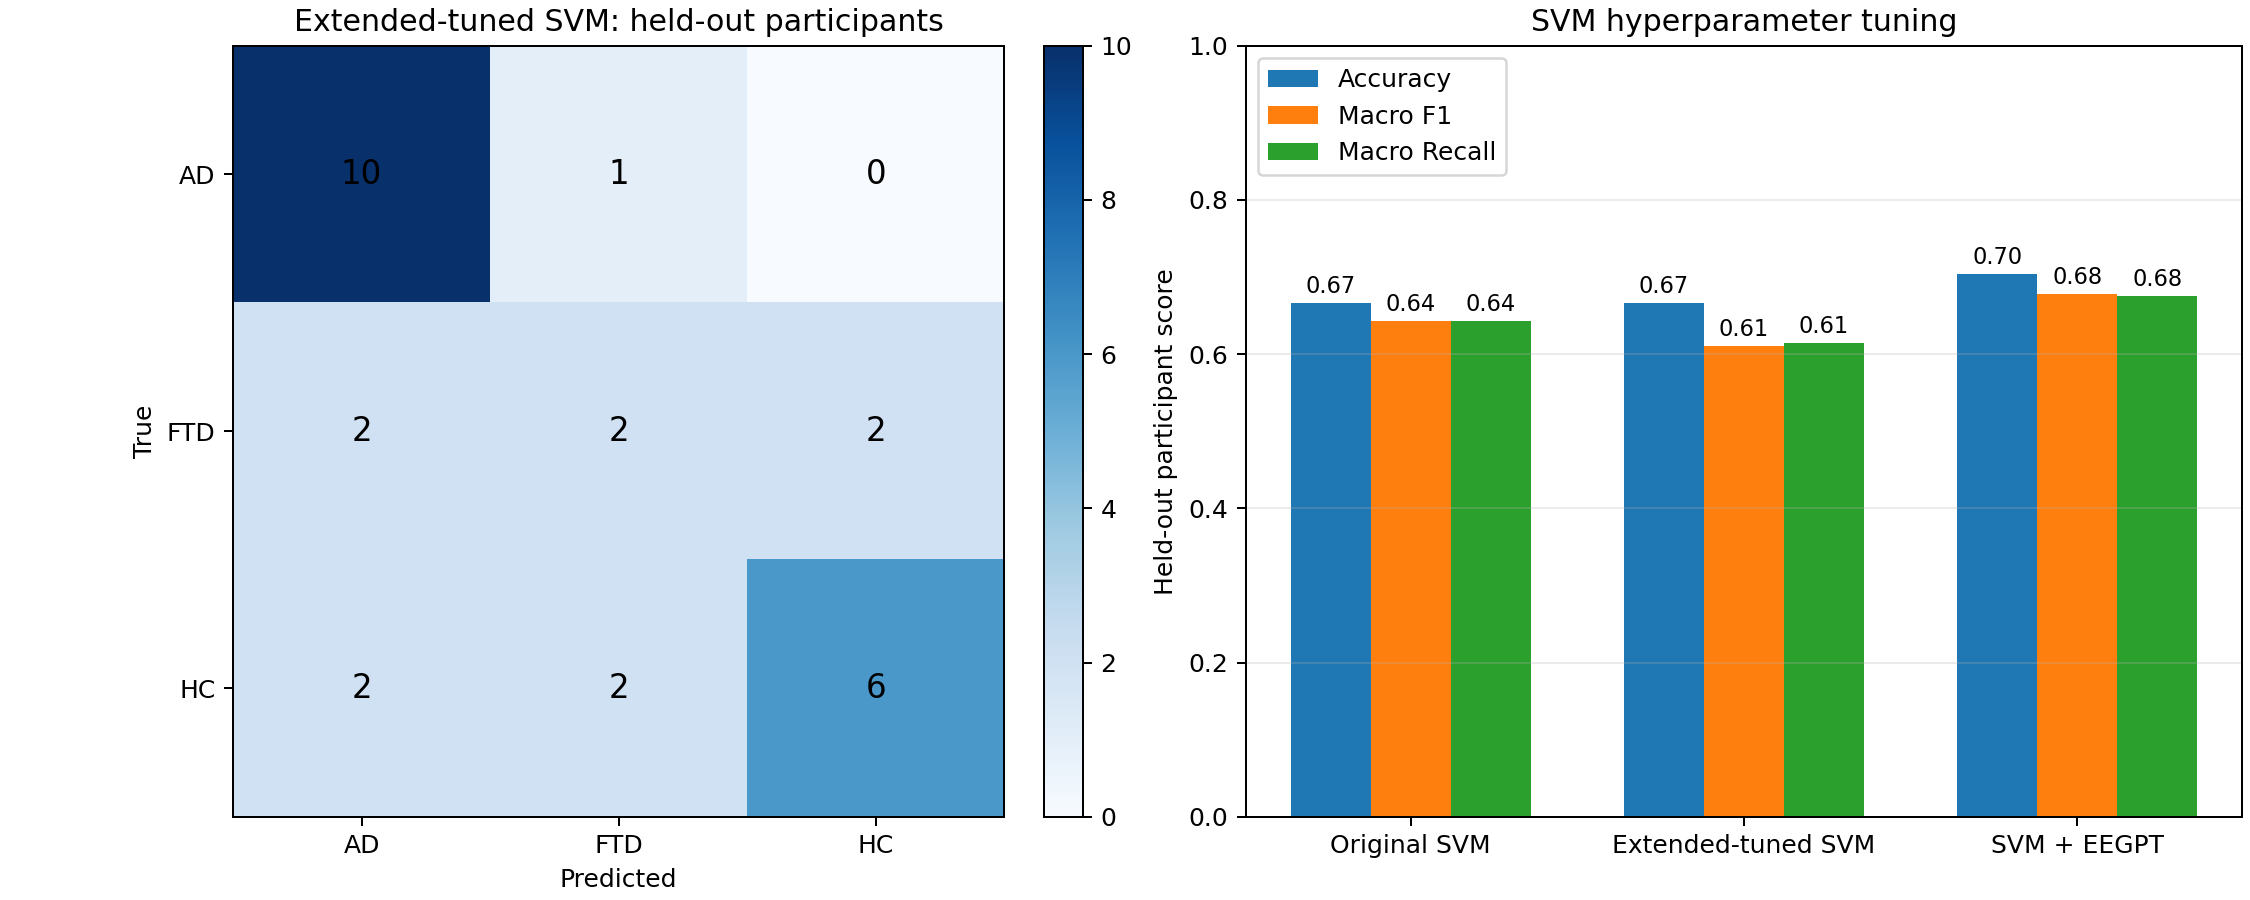 Extended-tuned SVM: held-out participants
True
AD
FTD
HC
10 1 0
2 2 2
2 2 6
AD FTD HC
Predicted
10
8
6
4
2
0
SVM hyperparameter tuning
Held-out participant score
1.0
0.8
0.6
0.4
0.2
0.0
Accuracy
Macro F1
Macro Recall
0.67 0.64 0.64
0.67 0.61 0.61
0.70 0.68 0.68
Original SVM Extended-tuned SVM SVM + EEGPT